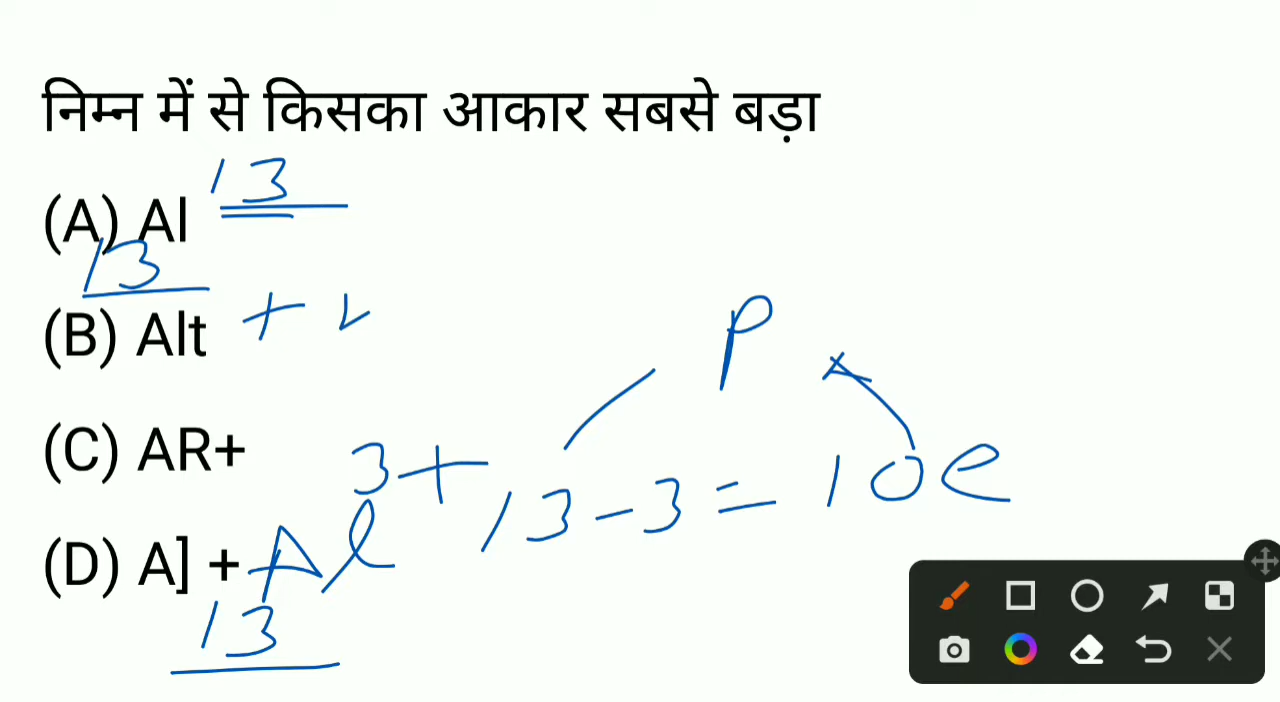 निम्न में से किसका आकार सबसे बड़ा
13
(A) Al
13
(B) Alt +
P
(C) AR+
3+
13-3=10e
(D) A] + Al
13